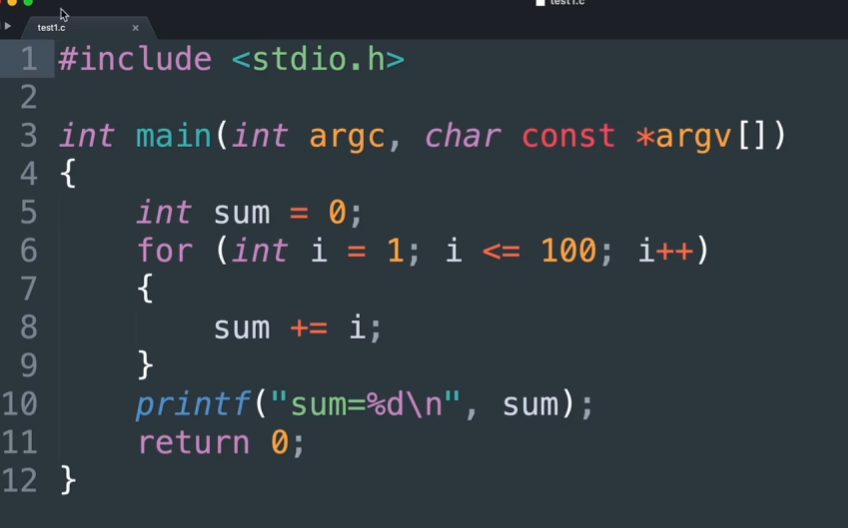 test1.c
test1.c
1 #include <stdio.h>
2
3 int main(int argc, char const *argv[])
4 {
5     int sum = 0;
6     for (int i = 1; i <= 100; i++)
7     {
8         sum += i;
9     }
10     printf("sum=%d\n", sum);
11     return 0;
12 }